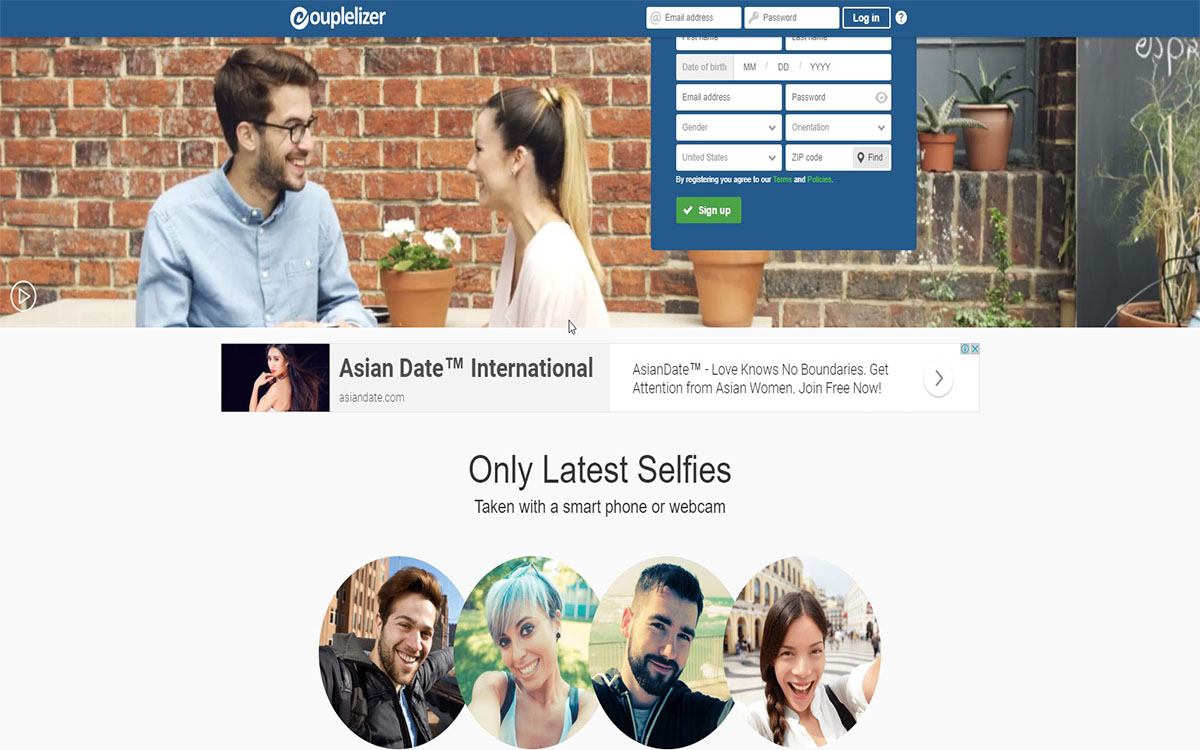 Couplelizer
@ Email address
Password
Log in
?
First name
Last name
Date of birth MM / DD / YYYY
Email address
Password
Gender
Orientation
United States
ZIP code
Find
By registering you agree to our Terms and Policies.
Sign up
Asian Date™ International
asiandate.com
AsianDate™ - Love Knows No Boundaries. Get
Attention from Asian Women. Join Free Now!
Only Latest Selfies
Taken with a smart phone or webcam